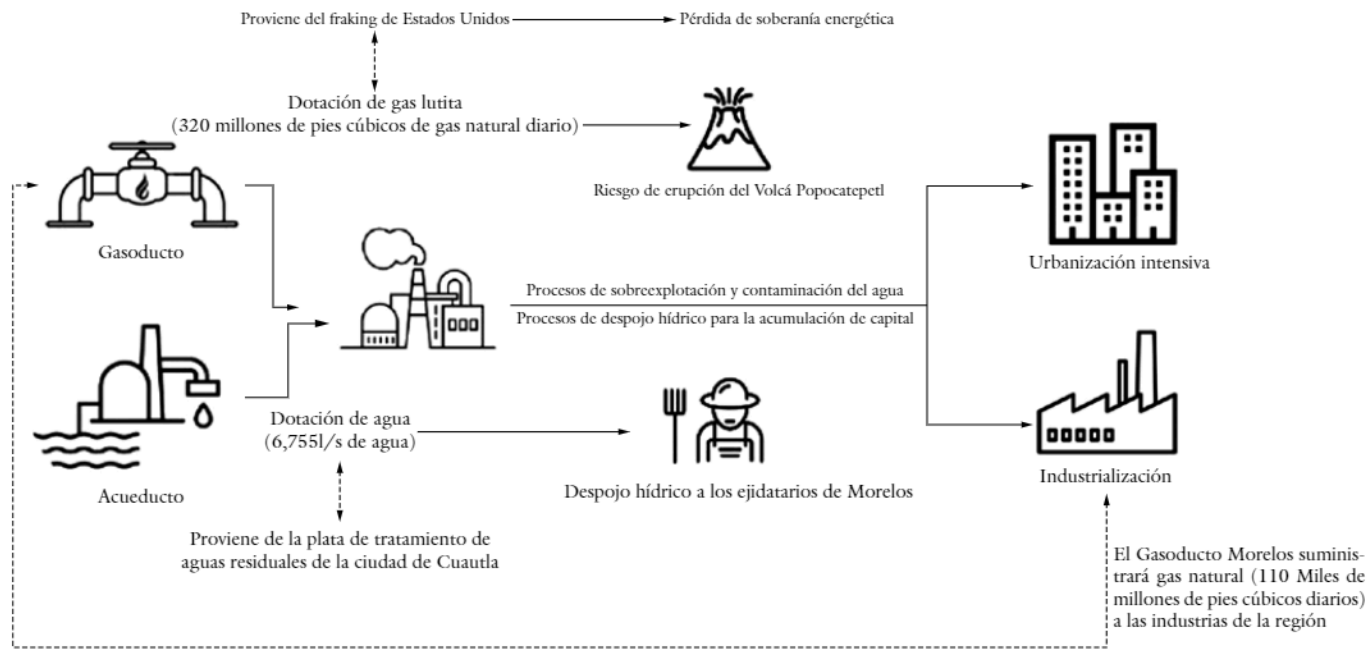 Proviene del fraking de Estados Unidos
Pérdida de soberanía energética
Dotación de gas lutita
(320 millones de pies cúbicos de gas natural diario)
Riesgo de erupción del Volcá Popocatepetl
Gasoducto
Urbanización intensiva
Procesos de sobreexplotación y contaminación del agua
Procesos de despojo hídrico para la acumulación de capital
Dotación de agua
(6,755l/s de agua)
Acueducto
Despojo hídrico a los ejidatarios de Morelos
Industrialización
Proviene de la plata de tratamiento de
aguas residuales de la ciudad de Cuautla
El Gasoducto Morelos suminis-
trará gas natural (110 Miles de
millones de pies cúbicos diarios)
a las industrias de la región